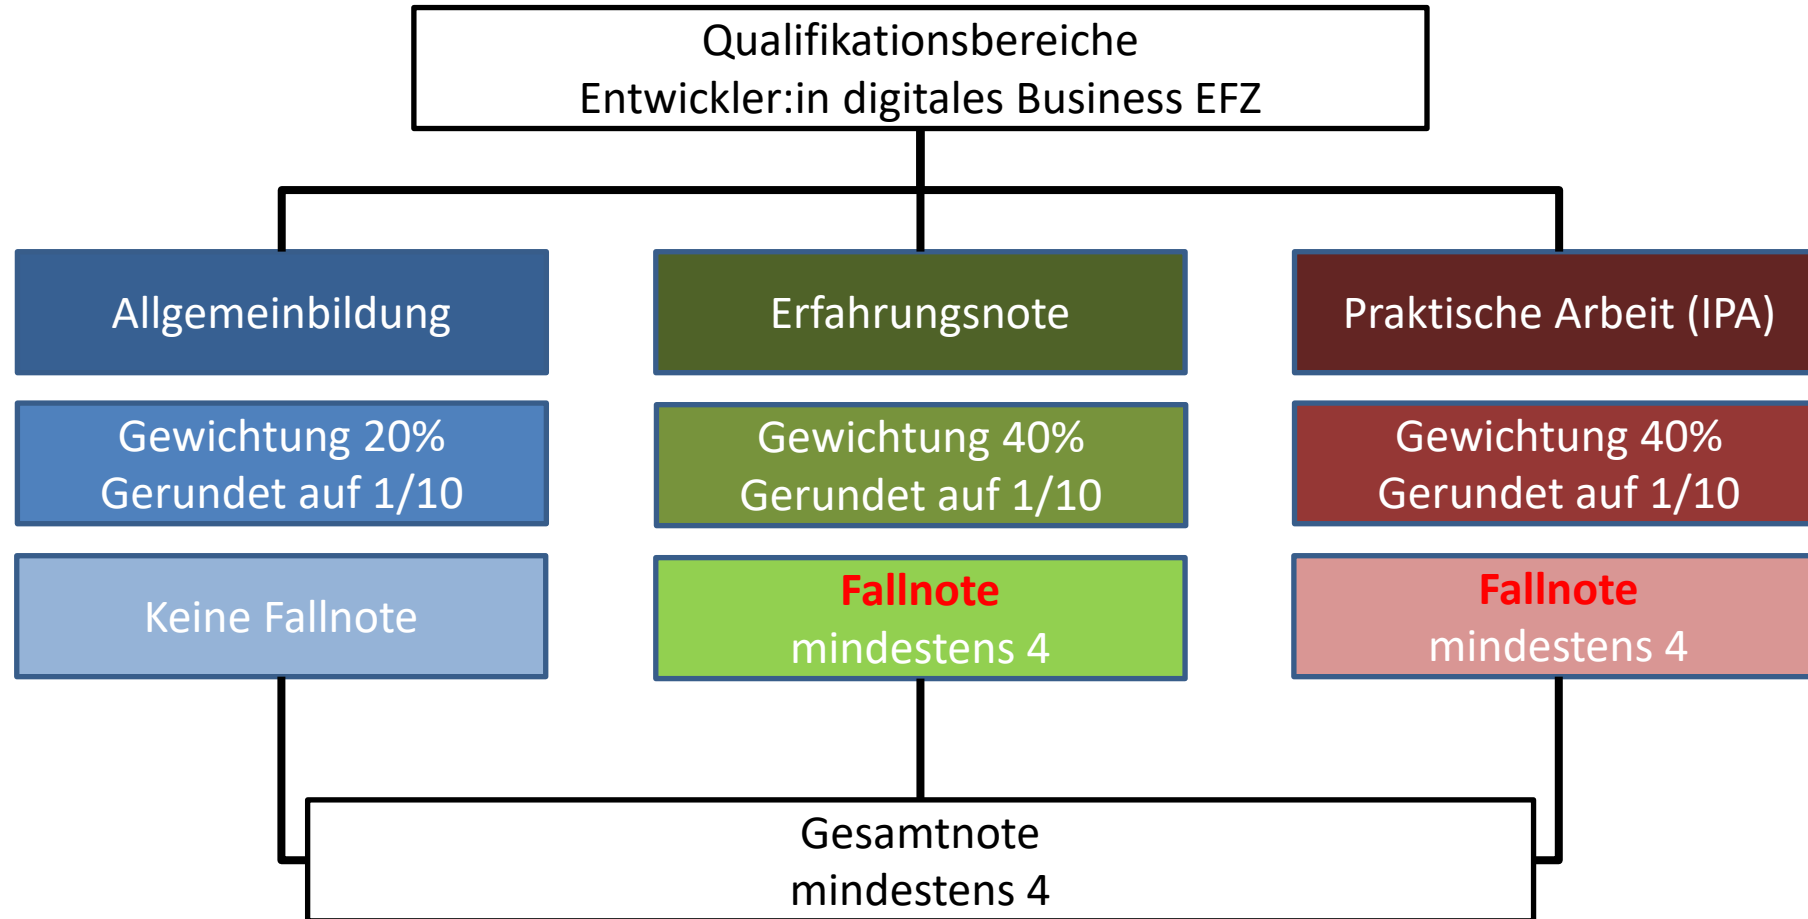 Qualifikationsbereiche
Entwickler:in digitales Business EFZ
Allgemeinbildung
Erfahrungsnote
Praktische Arbeit (IPA)
Gewichtung 20%
Gerundet auf 1/10
Gewichtung 40%
Gerundet auf 1/10
Gewichtung 40%
Gerundet auf 1/10
Keine Fallnote
Fallnote
mindestens 4
Fallnote
mindestens 4
Gesamtnote
mindestens 4